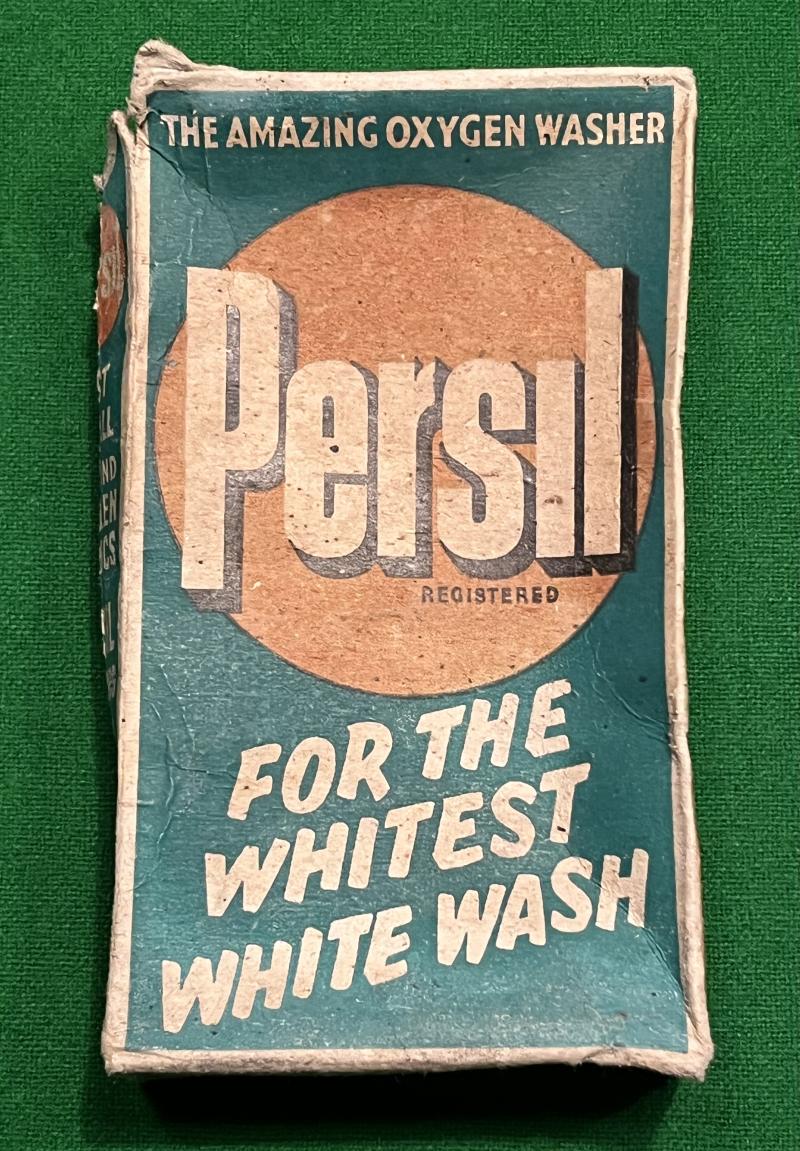 THE AMAZING OXYGEN WASHER
Persil
REGISTERED
FOR THE
WHITEST
WHITE WASH